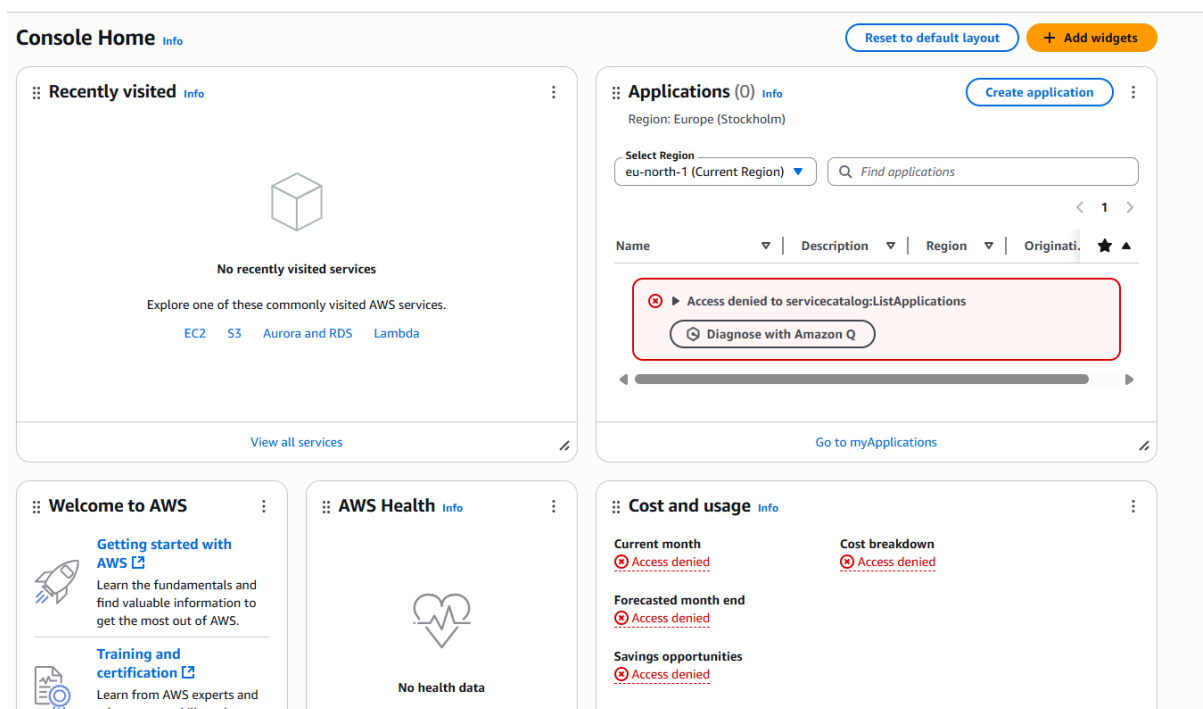 Console Home Info
Reset to default layout
+ Add widgets
Recently visited Info
No recently visited services
Explore one of these commonly visited AWS services.
EC2 S3 Aurora and RDS Lambda
View all services
Applications (0) Info
Create application
Region: Europe (Stockholm)
Select Region
eu-north-1 (Current Region)
Find applications
1
Name Description Region Originati.
Access denied to servicecatalog:ListApplications
Diagnose with Amazon Q
Go to myApplications
Welcome to AWS
Getting started with
AWS
Learn the fundamentals and
find valuable information to
get the most out of AWS.
Training and
certification
Learn from AWS experts and
AWS Health Info
No health data
Cost and usage Info
Current month
Access denied
Cost breakdown
Access denied
Forecasted month end
Access denied
Savings opportunities
Access denied